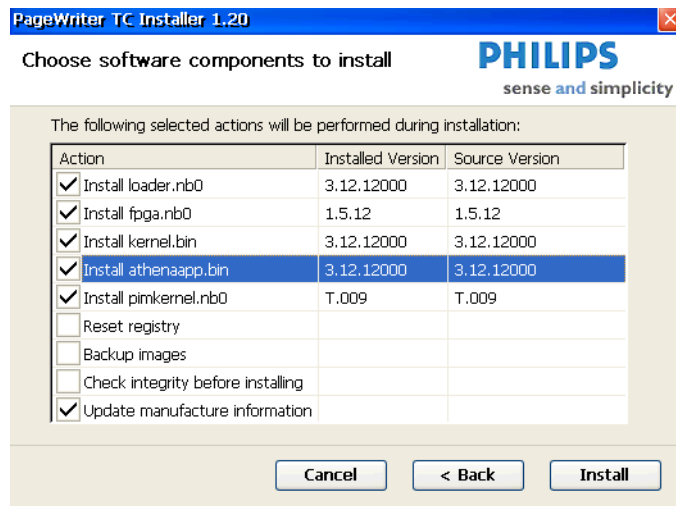 PageWriter TC Installer 1.20
Choose software components to install
PHILIPS
sense and simplicity
The following selected actions will be performed during installation:
Action Installed Version Source Version
Install loader.nb0 3.12.12000 3.12.12000
Install fpga.nb0 1.5.12 1.5.12
Install kernel.bin 3.12.12000 3.12.12000
Install athenaapp.bin 3.12.12000 3.12.12000
Install pimkernel.nb0 T.009 T.009
Reset registry
Backup images
Check integrity before installing
Update manufacture information
Cancel < Back Install